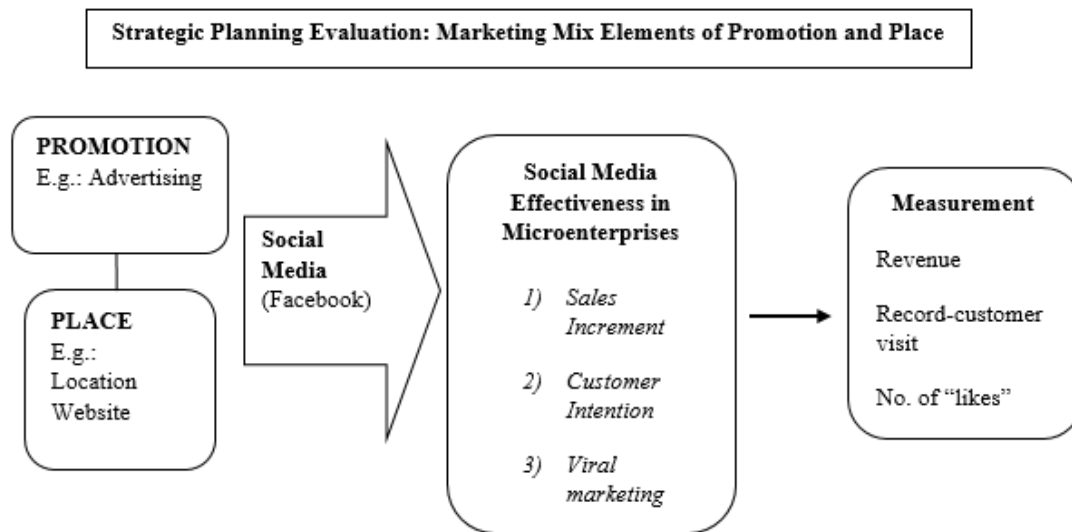 Strategic Planning Evaluation: Marketing Mix Elements of Promotion and Place
PROMOTION
E.g.: Advertising
PLACE
E.g.:
Location
Website
Social
Media
(Facebook)
Social Media
Effectiveness in
Microenterprises
1) Sales
Increment
2) Customer
Intention
3) Viral
marketing
Measurement
Revenue
Record-customer
visit
No. of “likes”